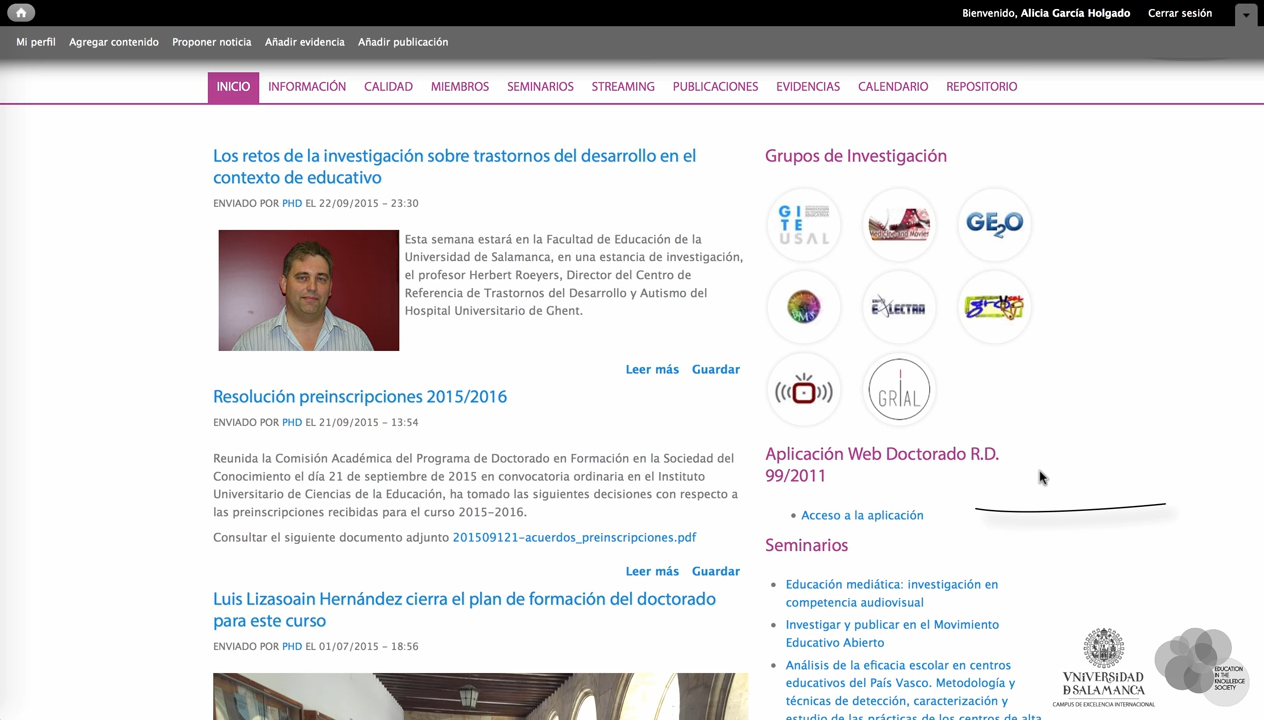 Bienvenido, Alicia García Holgado Cerrar sesión
Mi perfil Agregar contenido Proponer noticia Añadir evidencia Añadir publicación
INICIO INFORMACIÓN CALIDAD MIEMBROS SEMINARIOS STREAMING PUBLICACIONES EVIDENCIAS CALENDARIO REPOSITORIO
Los retos de la investigación sobre trastornos del desarrollo en el
contexto de educativo
ENVIADO POR PHD EL 22/09/2015 – 23:30
Esta semana estará en la Facultad de Educación de la
Universidad de Salamanca, en una estancia de investigación,
el profesor Herbert Roeyers, Director del Centro de
Referencia de Trastornos del Desarrollo y Autismo del
Hospital Universitario de Ghent.
Leer más Guardar
Resolución preinscripciones 2015/2016
ENVIADO POR PHD EL 21/09/2015 – 13:54
Reunida la Comisión Académica del Programa de Doctorado en Formación en la Sociedad del
Conocimiento el día 21 de septiembre de 2015 en convocatoria ordinaria en el Instituto
Universitario de Ciencias de la Educación, ha tomado las siguientes decisiones con respecto a
las preinscripciones recibidas para el curso 2015-2016.
Consultar el siguiente documento adjunto 201509121-acuerdos_preinscripciones.pdf
Leer más Guardar
Luis Lizasoain Hernández cierra el plan de formación del doctorado
para este curso
ENVIADO POR PHD EL 01/07/2015 – 18:56
Grupos de Investigación
GITE
USAL
GE2O
GRIAL
Aplicación Web Doctorado R.D.
99/2011
Acceso a la aplicación
Seminarios
Educación mediática: investigación en
competencia audiovisual
Investigar y publicar en el Movimiento
Educativo Abierto
Análisis de la eficacia escolar en centros
educativos del País Vasco. Metodología y
técnicas de detección, caracterización y
estudio de las prácticas de los centros de alta
VNiVERSiDAD
D SALAMANCA
CAMPUS DE EXCELENCIA INTERNACIONAL
EDUCATION
IN THE
KNOWLEDGE
SOCIETY